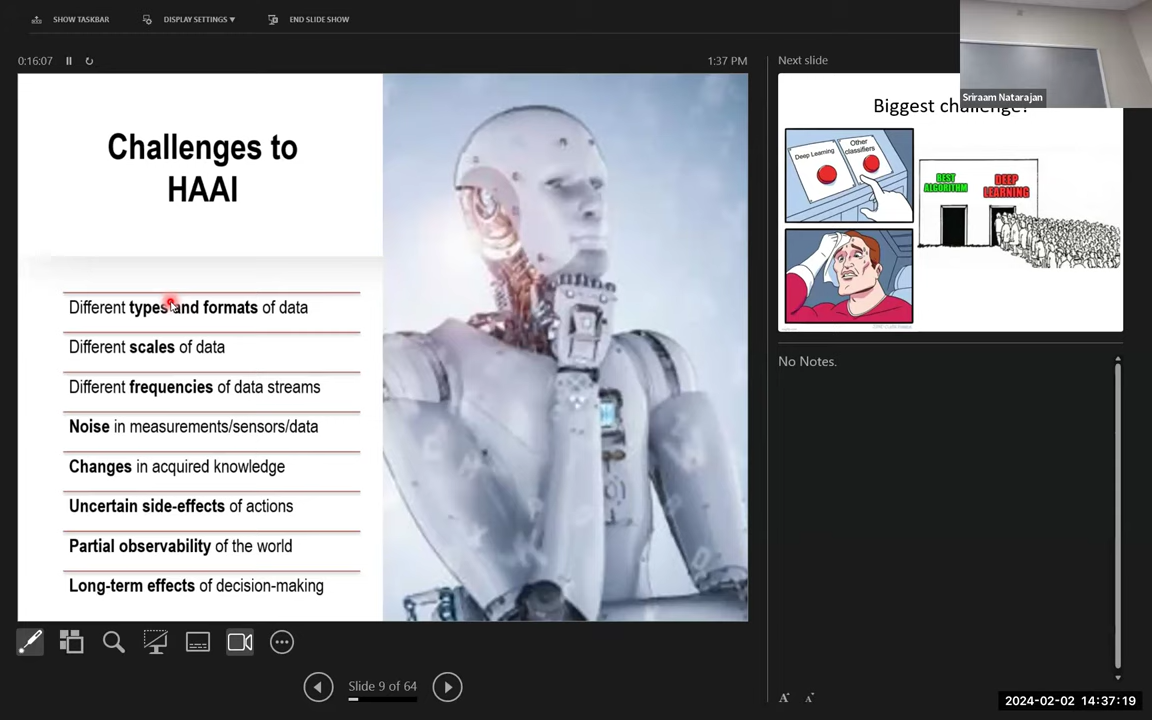 SHOW TASKBAR
DISPLAY SETTINGS ▾
END SLIDE SHOW
0:16:07
1:37 PM
Challenges to
HAAI
Different types and formats of data
Different scales of data
Different frequencies of data streams
Noise in measurements/sensors/data
Changes in acquired knowledge
Uncertain side-effects of actions
Partial observability of the world
Long-term effects of decision-making
Slide 9 of 64
Next slide
Sriraam Natarajan
Biggest challenge?
Deep Learning
Other
classifiers
BEST
ALGORITHM
DEEP
LEARNING
No Notes.
A
A
2024-02-02 14:37:19